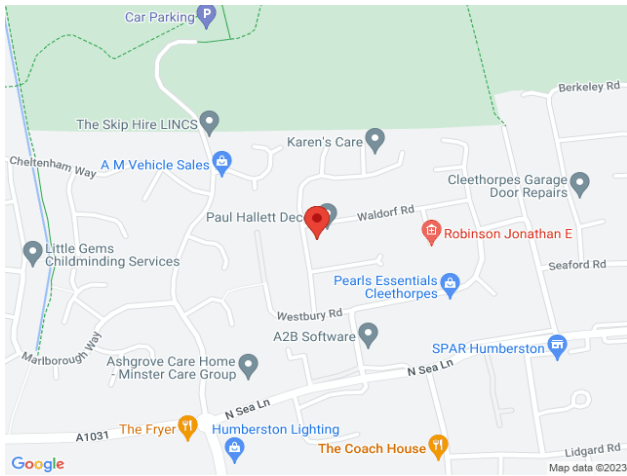 Car Parking
Berkeley Rd
The Skip Hire LINCS
Karen's Care
Cheltenham Way
A M Vehicle Sales
Cleethorpes Garage
Door Repairs
Paul Hallett Deco
Waldorf Rd
Robinson Jonathan E
Little Gems
Childminding Services
Seaford Rd
Pearls Essentials
Cleethorpes
Westbury Rd
A2B Software
SPAR Humberston
Marlborough Way
Ashgrove Care Home
- Minster Care Group
N Sea Ln
N Sea Ln
A1031
The Fryer
Humberston Lighting
The Coach House
Lidgard Rd
Google
Map data ©2023